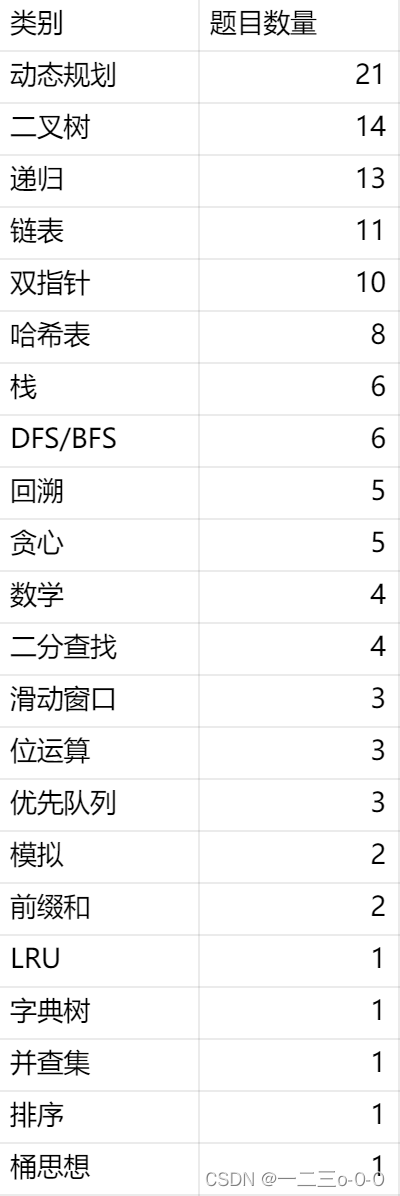 类别 题目数量
动态规划 21
二叉树 14
递归 13
链表 11
双指针 10
哈希表 8
栈 6
DFS/BFS 6
回溯 5
贪心 5
数学 4
二分查找 4
滑动窗口 3
位运算 3
优先队列 3
模拟 2
前缀和 2
LRU 1
字典树 1
并查集 1
排序 1
桶思想 1
CSDN @一二三o-0-O